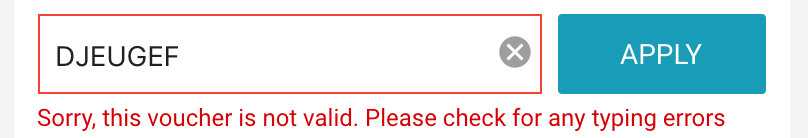 DJEUGEF
APPLY
Sorry, this voucher is not valid. Please check for any typing errors